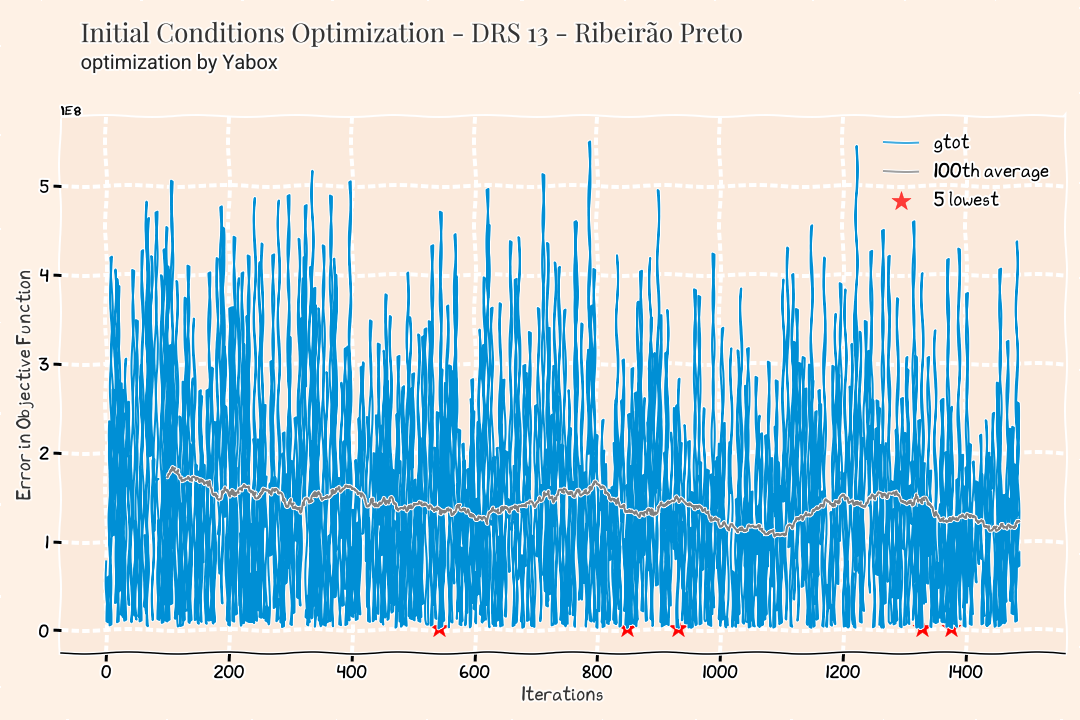 Initial Conditions Optimization - DRS 13 - Ribeirão Preto
optimization by Yabox
1E8
gtot
100th average
5 lowest
Error in Objective Function
5
4
3
2
1
0
0 200 400 600 800 1000 1200 1400
Iterations